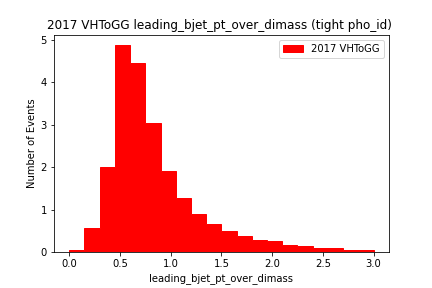 2017 VHToGG leading_bjet_pt_over_dimass (tight pho_id)
2017 VHToGG
Number of Events
5
4
3
2
1
0
0.0 0.5 1.0 1.5 2.0 2.5 3.0
leading_bjet_pt_over_dimass